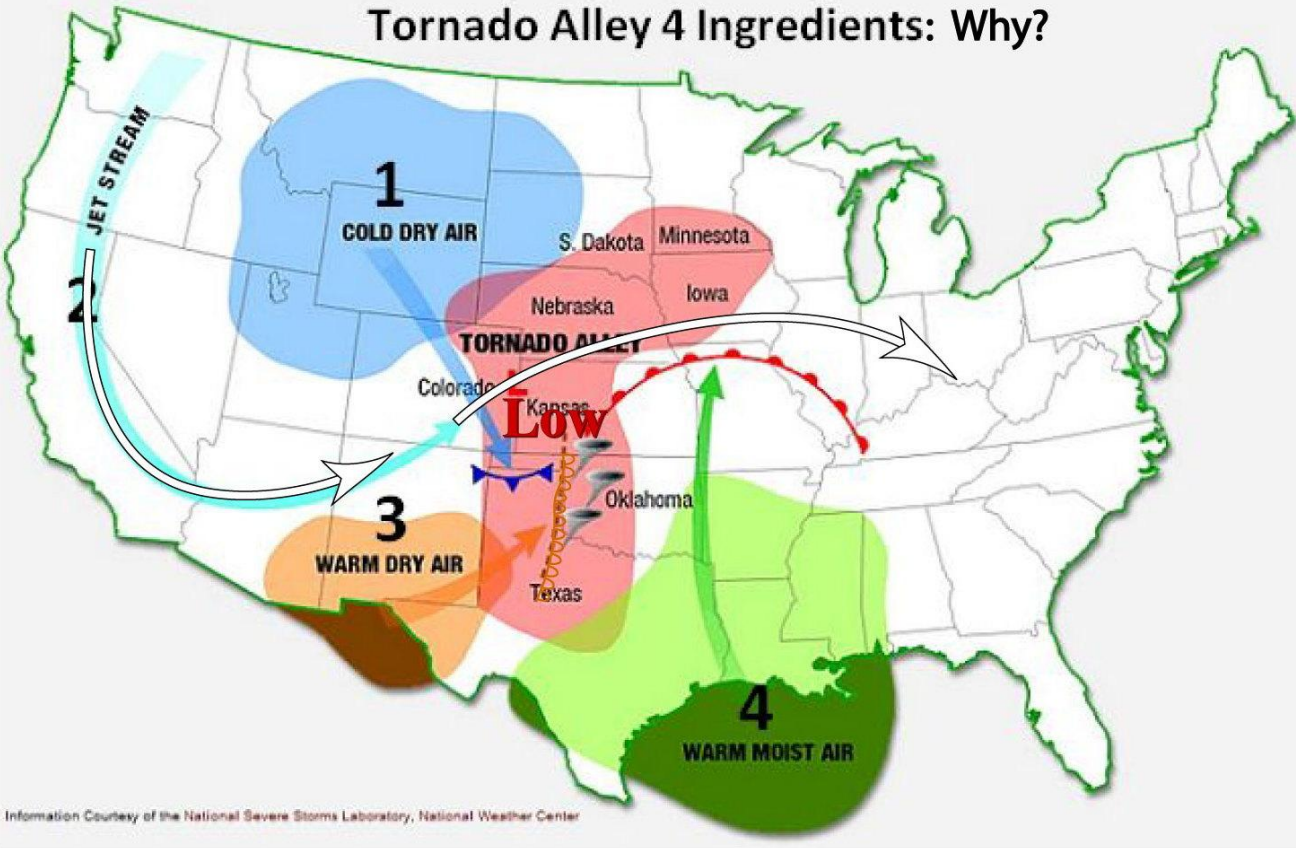 Tornado Alley 4 Ingredients: Why?
JET STREAM
1
COLD DRY AIR
S. Dakota
Minnesota
2
Nebraska
Iowa
TORNADO ALLEY
Colorado
L
Kansas
Low
Oklahoma
3
WARM DRY AIR
Texas
4
WARM MOIST AIR
Information Courtesy of the National Severe Storms Laboratory, National Weather Center